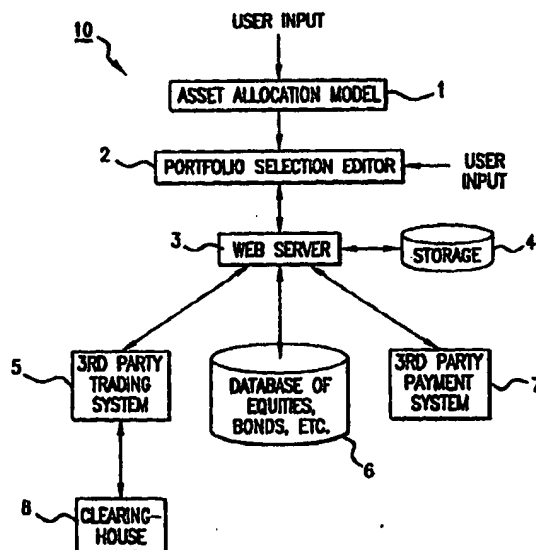 USER INPUT
10
ASSET ALLOCATION MODEL
1
2
PORTFOLIO SELECTION EDITOR
USER
INPUT
3
WEB SERVER
STORAGE
4
5
3RD PARTY
TRADING
SYSTEM
DATABASE OF
EQUITIES,
BONDS, ETC.
6
3RD PARTY
PAYMENT
SYSTEM
7
8
CLEARING-
HOUSE